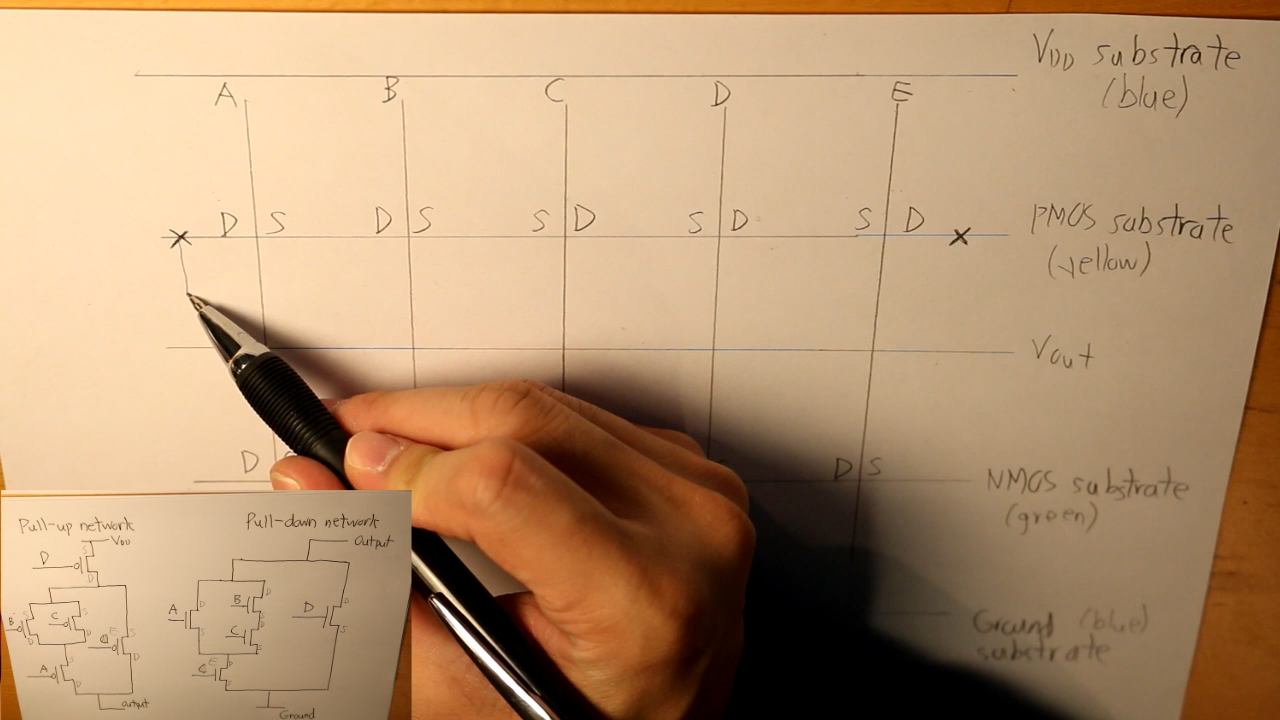 VDD substrate
(blue)
A B C D E
D S D S S D S D S D
PMOS substrate
(yellow)
Vout
D D S
NMOS substrate
(green)
Ground (blue)
substrate
Pull-up network
VDD
S
D
D
S S
B C
D D
E
S
D
S
A
D
output
Pull-down network
Output
D D
A B D
S
D
C
S
S
D
E
S
Ground